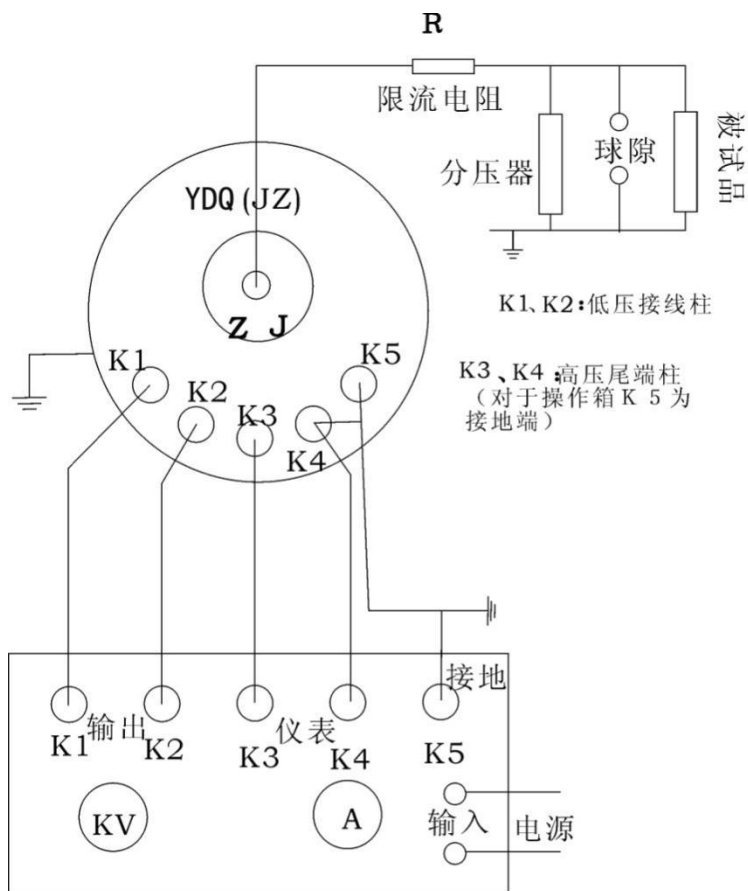 R
限流电阻
分压器
球隙
被试品
YDQ(JZ)
Z J
K1、K2:低压接线柱
K1
K2
K3
K4
K5
K3、K4:高压尾端柱
(对于操作箱K 5为
接地端)
接地
输出
仪表
K1
K2
K3
K4
K5
KV
A
输入
电源